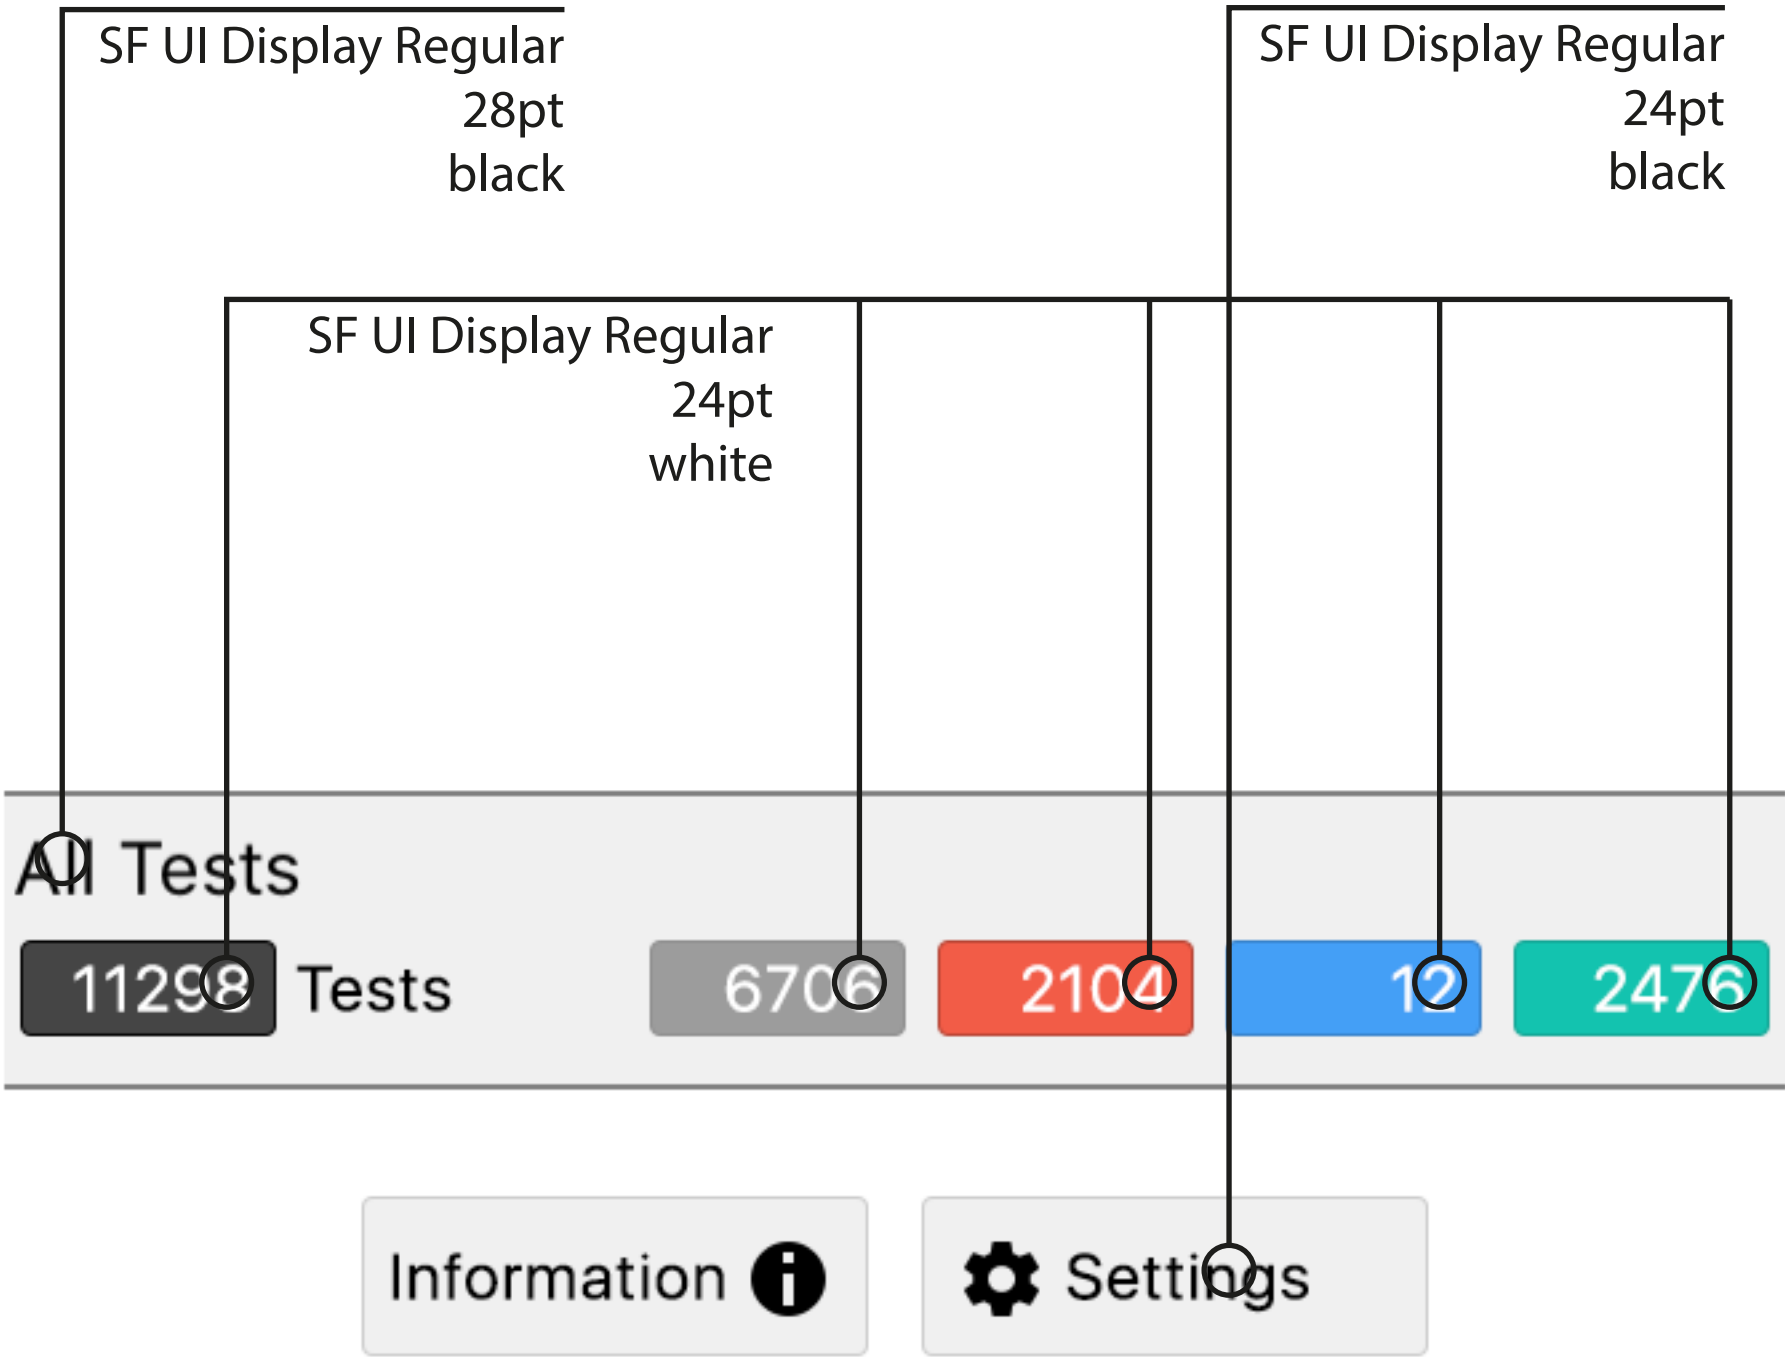 SF UI Display Regular
28pt
black
SF UI Display Regular
24pt
black
SF UI Display Regular
24pt
white
All Tests
11298 Tests 6706 2104 12 2476
Information i Settings